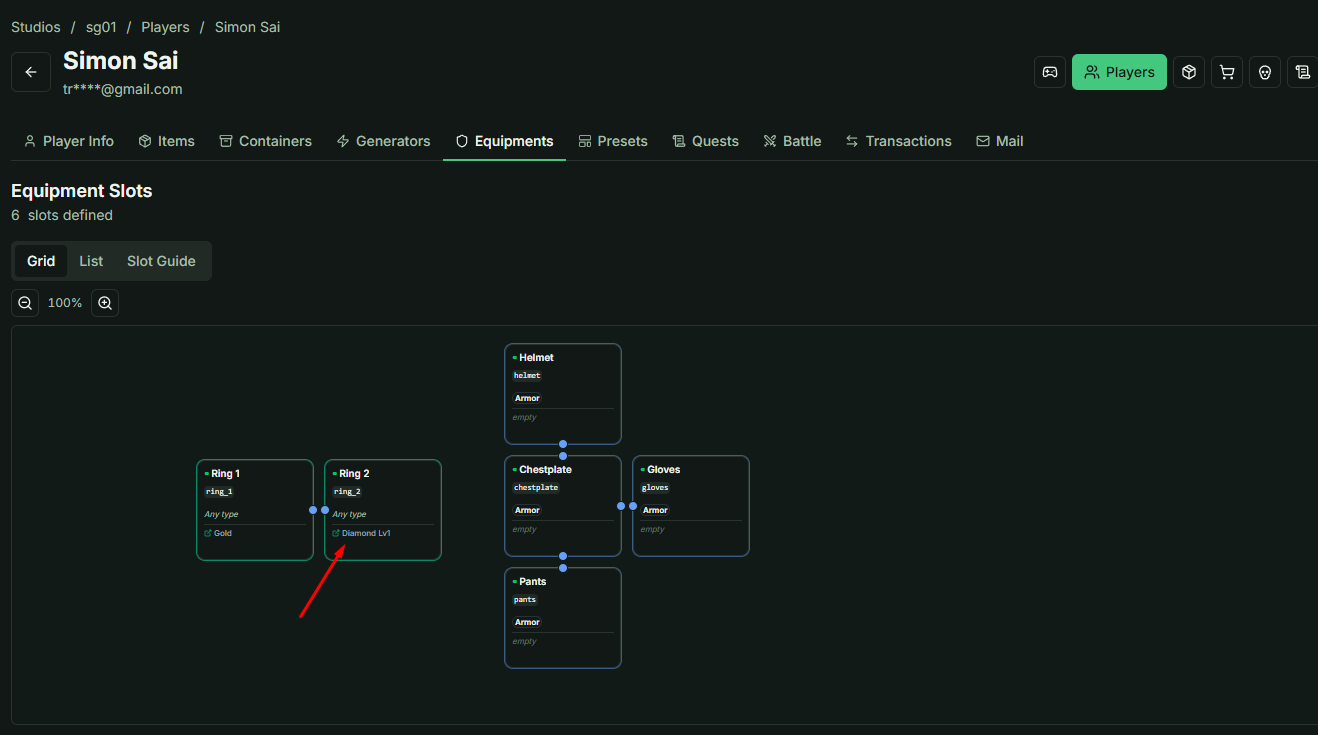 Studios / sg01 / Players / Simon Sai
Simon Sai
tr****@gmail.com
Players
Player Info Items Containers Generators Equipments Presets Quests Battle Transactions Mail
Equipment Slots
6 slots defined
Grid List Slot Guide
100%
Helmet
helmet
Armor
empty
Ring 1
ring_1
Any type
Gold
Ring 2
ring_2
Any type
Diamond Lv1
Chestplate
chestplate
Armor
empty
Gloves
gloves
Armor
empty
Pants
pants
Armor
empty